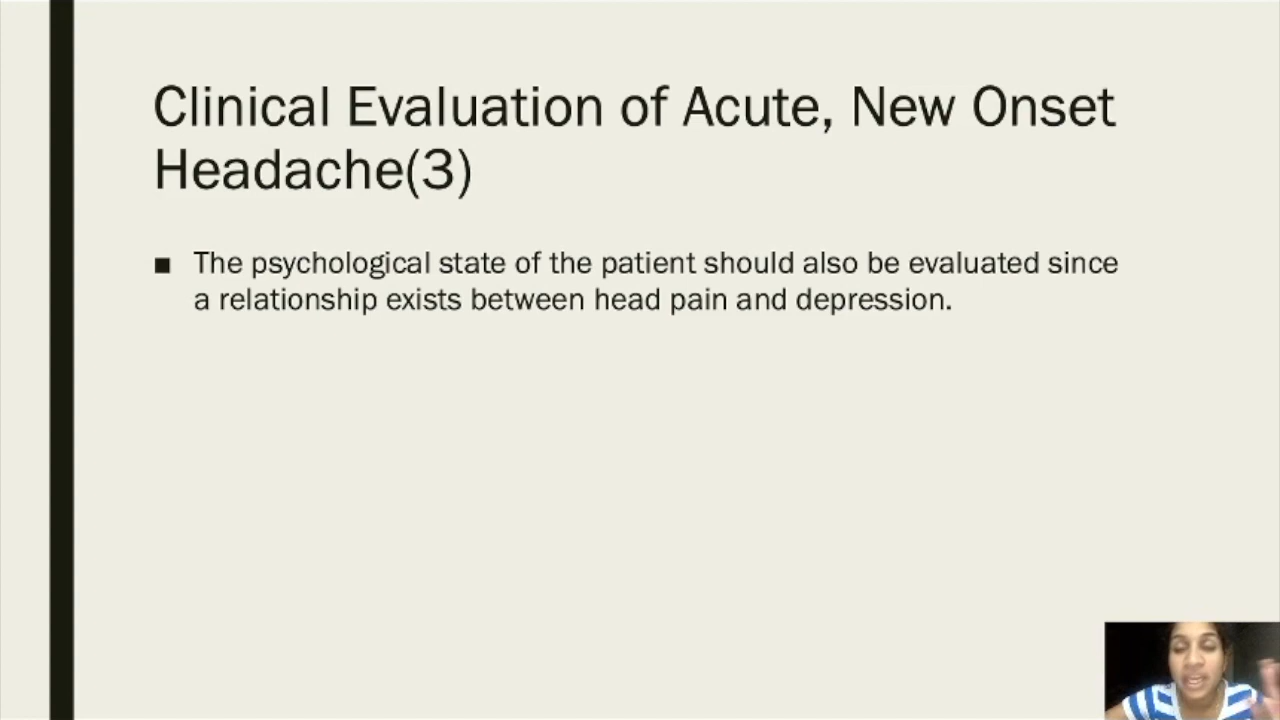 Clinical Evaluation of Acute, New Onset
Headache(3)
■ The psychological state of the patient should also be evaluated since
a relationship exists between head pain and depression.